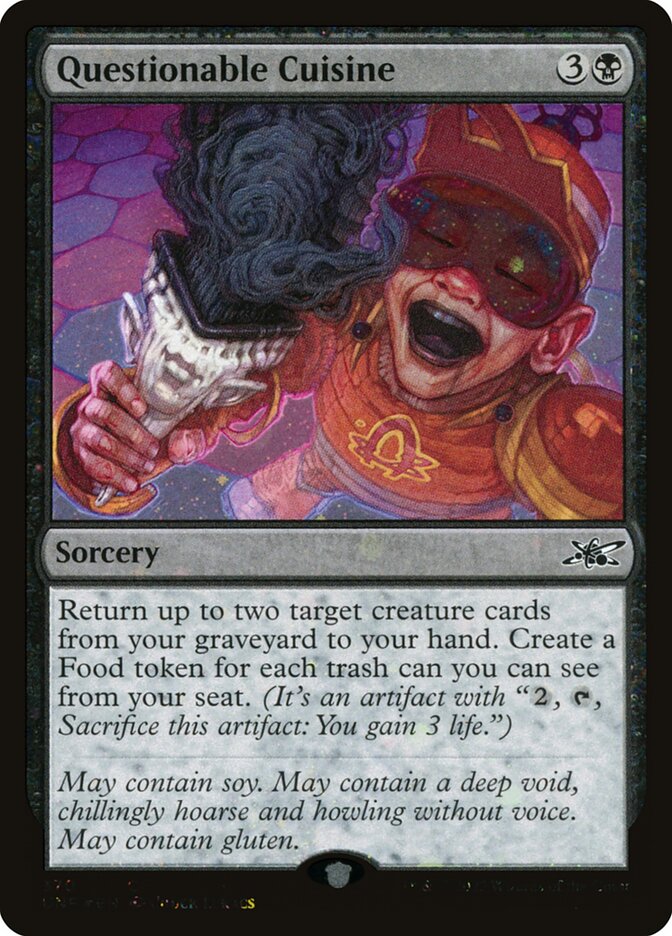 Questionable Cuisine 3
Sorcery
Return up to two target creature cards
from your graveyard to your hand. Create a
Food token for each trash can you can see
from your seat. (It's an artifact with “2, ,
Sacrifice this artifact: You gain 3 life.”)
May contain soy. May contain a deep void,
chillingly hoarse and howling without voice.
May contain gluten.